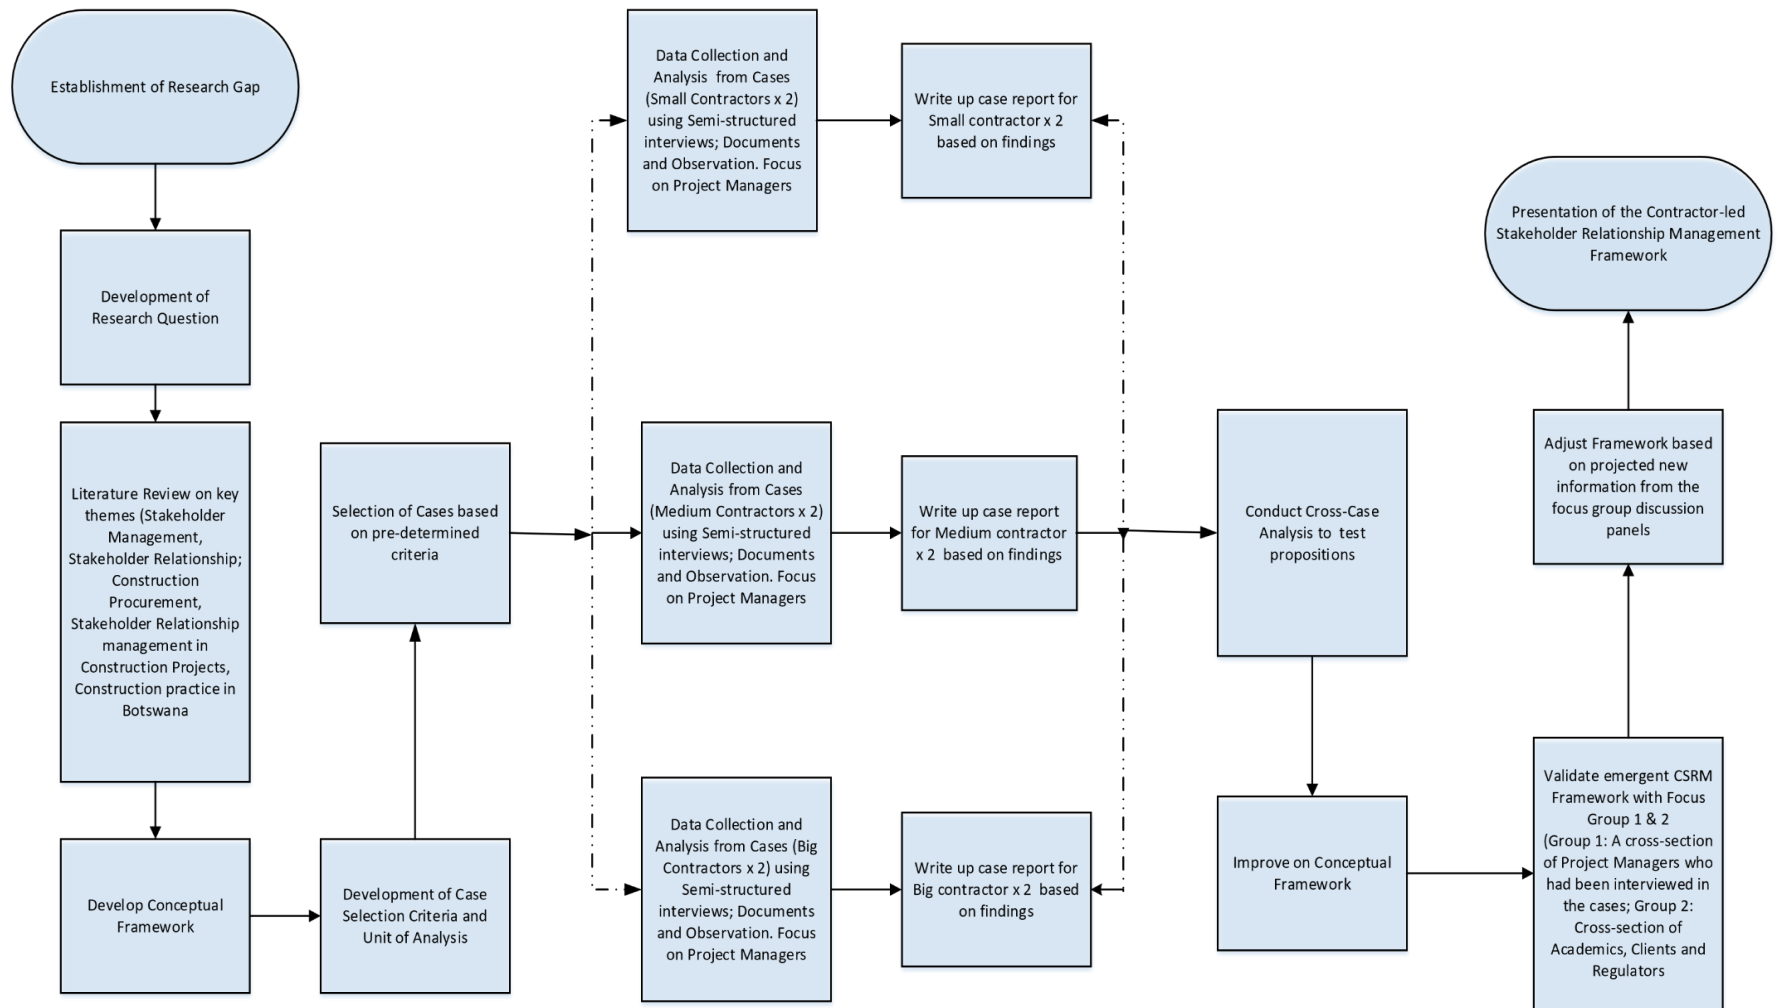 Establishment of Research Gap
Development of
Research Question
Literature Review on key
themes (Stakeholder
Management,
Stakeholder Relationship;
Construction
Procurement,
Stakeholder Relationship
management in
Construction Projects,
Construction practice in
Botswana
Develop Conceptual
Framework
Development of Case
Selection Criteria and
Unit of Analysis
Selection of Cases based
on pre-determined
criteria
Data Collection and
Analysis from Cases
(Small Contractors x 2)
using Semi-structured
interviews; Documents
and Observation. Focus
on Project Managers
Write up case report for
Small contractor x 2
based on findings
Data Collection and
Analysis from Cases
(Medium Contractors x 2)
using Semi-structured
interviews; Documents
and Observation. Focus
on Project Managers
Write up case report
for Medium contractor
x 2 based on findings
Data Collection and
Analysis from Cases (Big
Contractors x 2) using
Semi-structured
interviews; Documents
and Observation. Focus
on Project Managers
Write up case report for
Big contractor x 2 based
on findings
Conduct Cross-Case
Analysis to test
propositions
Improve on Conceptual
Framework
Validate emergent CSRM
Framework with Focus
Group 1 & 2
(Group 1: A cross-section
of Project Managers who
had been interviewed in
the cases; Group 2:
Cross-section of
Academics, Clients and
Regulators
Adjust Framework based
on projected new
information from the
focus group discussion
panels
Presentation of the Contractor-led
Stakeholder Relationship Management
Framework